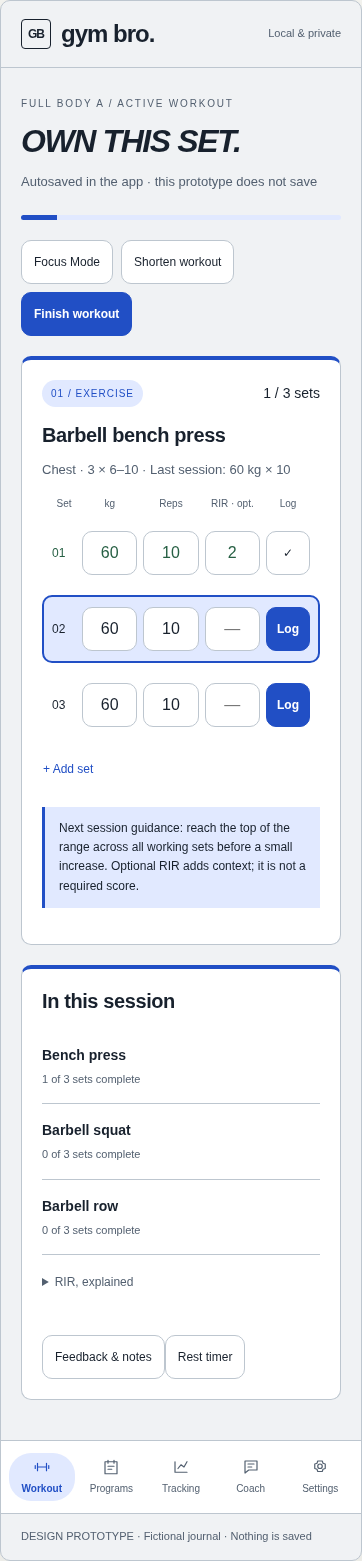 GB gym bro. Local & private
FULL BODY A / ACTIVE WORKOUT
OWN THIS SET.
Autosaved in the app · this prototype does not save
Focus Mode Shorten workout
Finish workout
01 / EXERCISE 1 / 3 sets
Barbell bench press
Chest · 3 × 6–10 · Last session: 60 kg × 10
Set kg Reps RIR · opt. Log
01 60 10 2 ✓
02 60 10 — Log
03 60 10 — Log
+ Add set
Next session guidance: reach the top of the
range across all working sets before a small
increase. Optional RIR adds context; it is not a
required score.
In this session
Bench press
1 of 3 sets complete
Barbell squat
0 of 3 sets complete
Barbell row
0 of 3 sets complete
▶ RIR, explained
Feedback & notes Rest timer
Workout Programs Tracking Coach Settings
DESIGN PROTOTYPE · Fictional journal · Nothing is saved